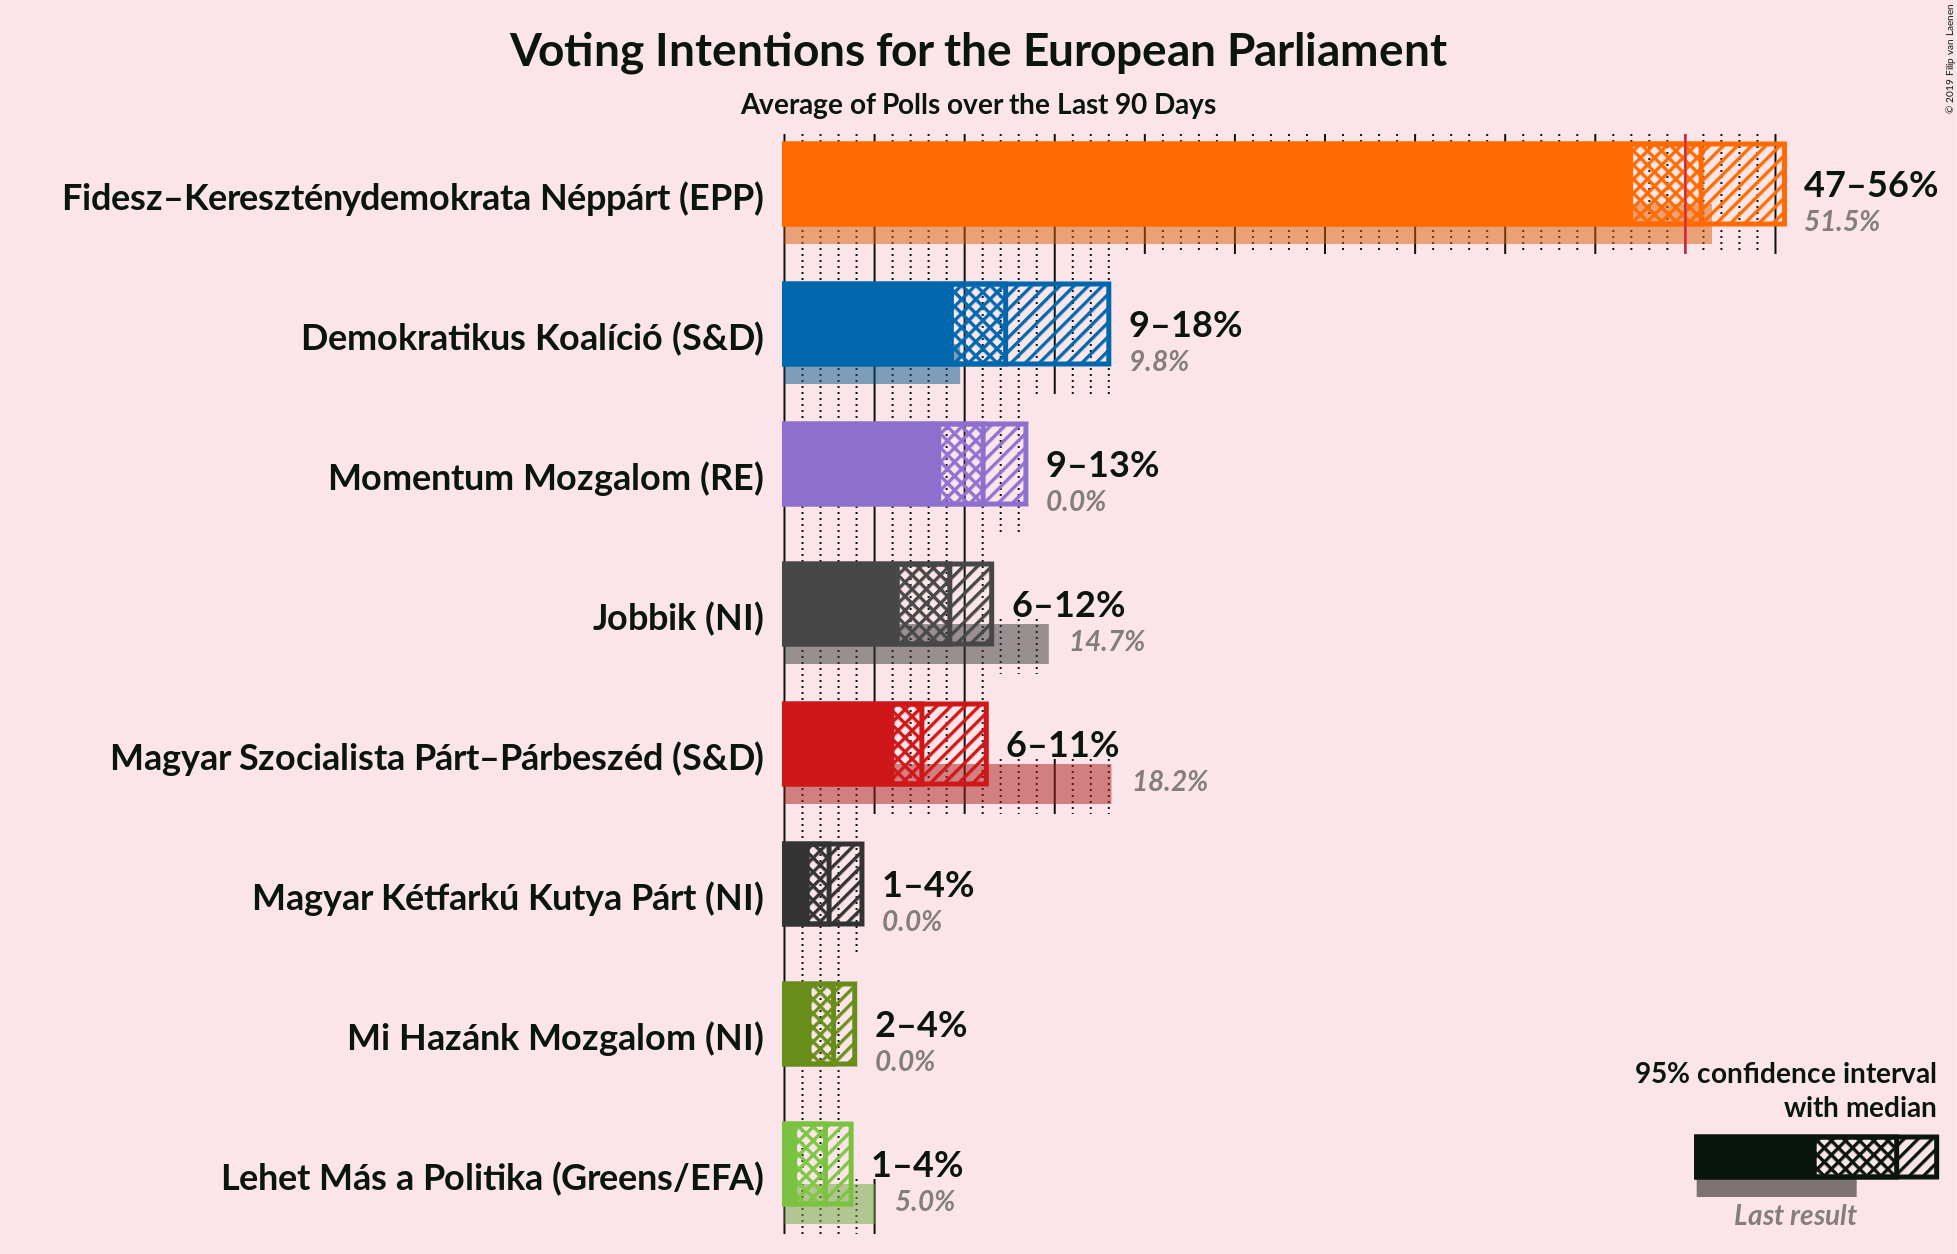 Voting Intentions for the European Parliament
Average of Polls over the Last 90 Days
© 2019 Filip van Laenen
Fidesz–Kereszténydemokrata Néppárt (EPP)
47–56%
51.5%
Demokratikus Koalíció (S&D)
9–18%
9.8%
Momentum Mozgalom (RE)
9–13%
0.0%
Jobbik (NI)
6–12%
14.7%
Magyar Szocialista Párt–Párbeszéd (S&D)
6–11%
18.2%
Magyar Kétfarkú Kutya Párt (NI)
1–4%
0.0%
Mi Hazánk Mozgalom (NI)
2–4%
0.0%
Lehet Más a Politika (Greens/EFA)
1–4%
5.0%
95% confidence interval
with median
Last result